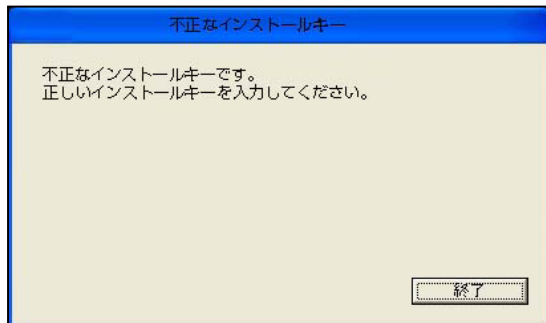 不正なインストールキー
不正なインストールキーです。
正しいインストールキーを入力してください。
終了